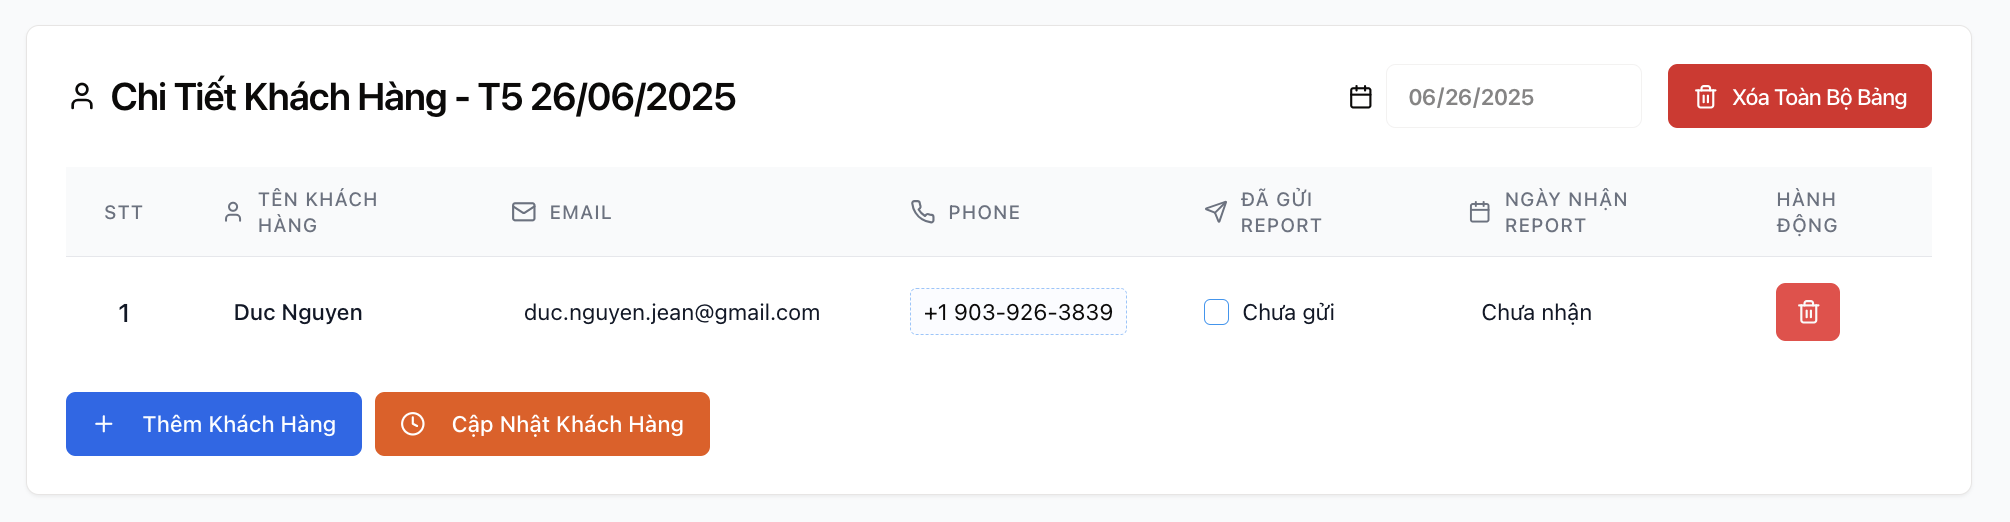 Chi Tiết Khách Hàng - T5 26/06/2025
06/26/2025
Xóa Toàn Bộ Bảng
STT
TÊN KHÁCH
HÀNG
EMAIL
PHONE
ĐÃ GỬI
REPORT
NGÀY NHẬN
REPORT
HÀNH
ĐỘNG
1
Duc Nguyen
duc.nguyen.jean@gmail.com
+1 903-926-3839
Chưa gửi
Chưa nhận
Thêm Khách Hàng
Cập Nhật Khách Hàng